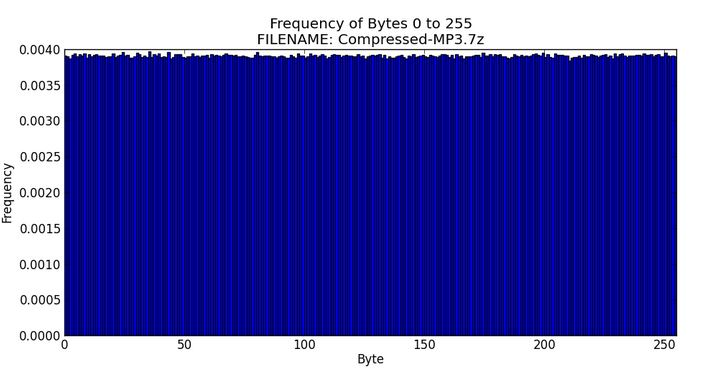 Frequency of Bytes 0 to 255
FILENAME: Compressed-MP3.7z
0.0040
0.0035
0.0030
0.0025
0.0020
0.0015
0.0010
0.0005
0.0000
Frequency
0 50 100 150 200 250
Byte